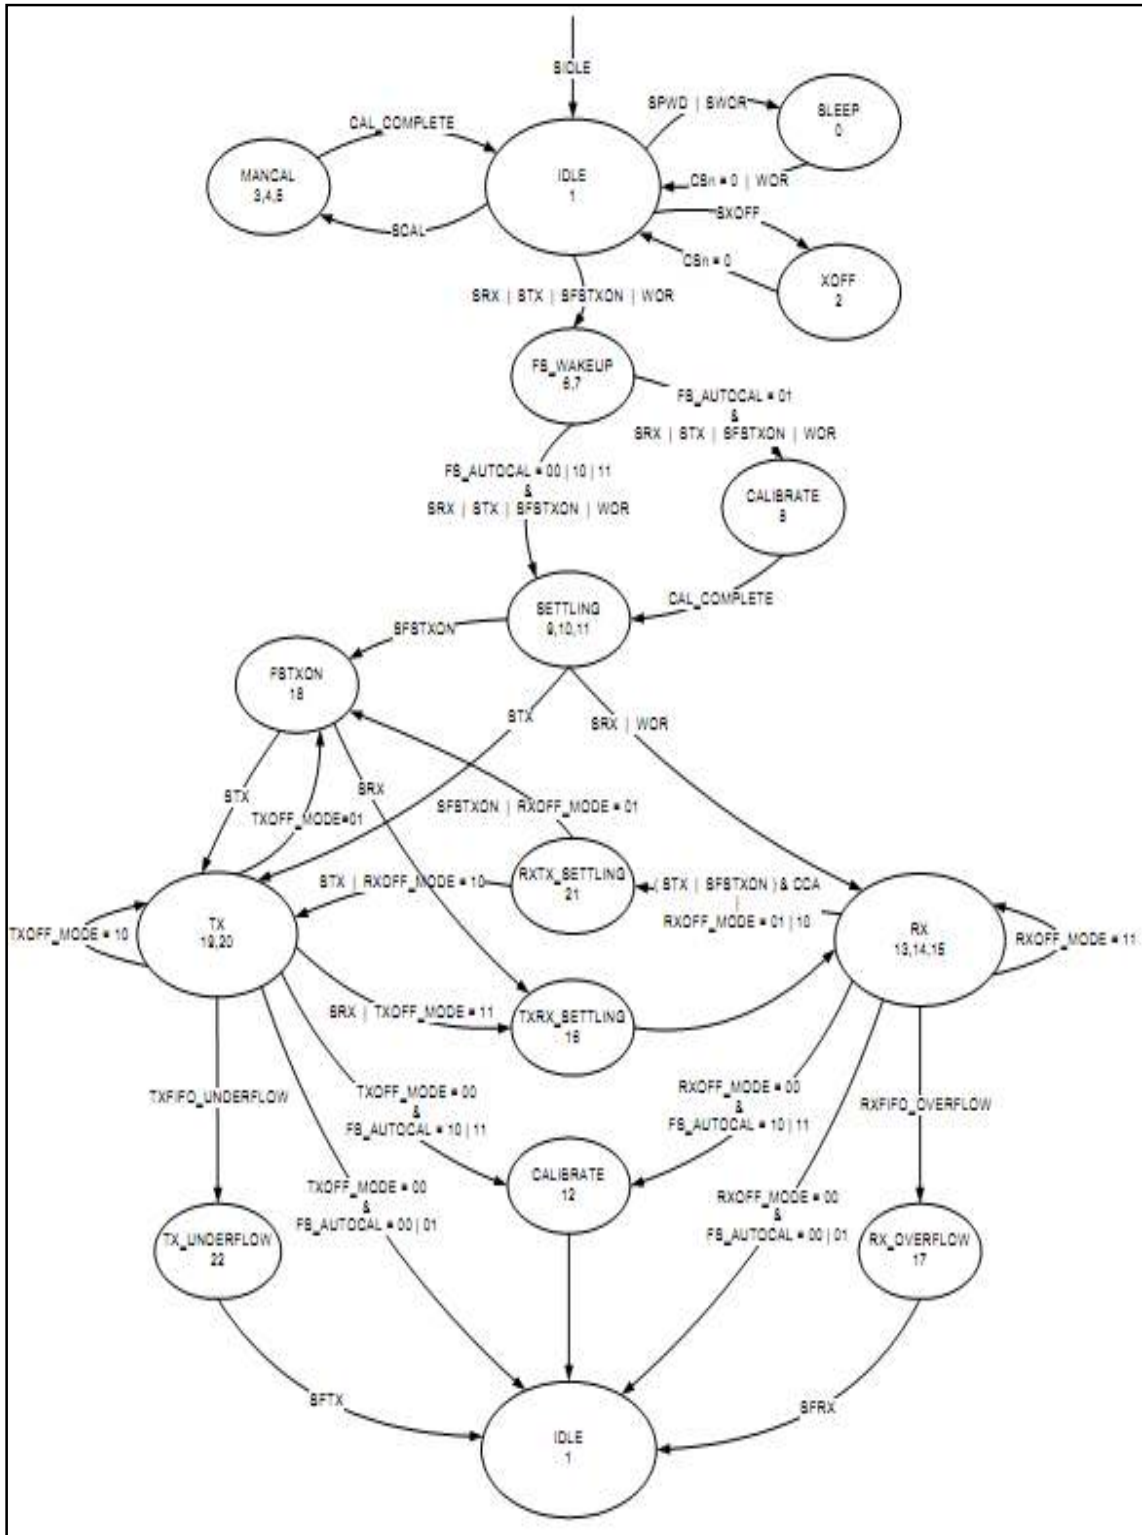 SIDLE
SPWD | SWOR
SLEEP
0
CAL_COMPLETE
MANCAL
3,4,5
IDLE
1
CSn = 0 | WOR
SXOFF
SCAL
CSn = 0
XOFF
2
SRX | STX | SFSTXON | WOR
FS_WAKEUP
6,7
FS_AUTOCAL = 01
&
SRX | STX | SFSTXON | WOR
FS_AUTOCAL = 00 | 10 | 11
&
SRX | STX | SFSTXON | WOR
CALIBRATE
8
CAL_COMPLETE
SETTLING
9,10,11
SFSTXON
FSTXON
18
STX
SRX | WOR
STX
SRX
TXOFF_MODE=01
SFSTXON | RXOFF_MODE = 01
STX | RXOFF_MODE = 10
RXTX_SETTLING
21
( STX | SFSTXON ) & CCA
|
RXOFF_MODE = 01 | 10
TXOFF_MODE = 10
TX
19,20
RX
13,14,15
RXOFF_MODE = 11
SRX | TXOFF_MODE = 11
TXRX_SETTLING
16
TXFIFO_UNDERFLOW
TXOFF_MODE = 00
&
FS_AUTOCAL = 10 | 11
RXOFF_MODE = 00
&
FS_AUTOCAL = 10 | 11
RXFIFO_OVERFLOW
CALIBRATE
12
TXOFF_MODE = 00
&
FS_AUTOCAL = 00 | 01
RXOFF_MODE = 00
&
FS_AUTOCAL = 00 | 01
TX_UNDERFLOW
22
RX_OVERFLOW
17
SFTX
SFRX
IDLE
1